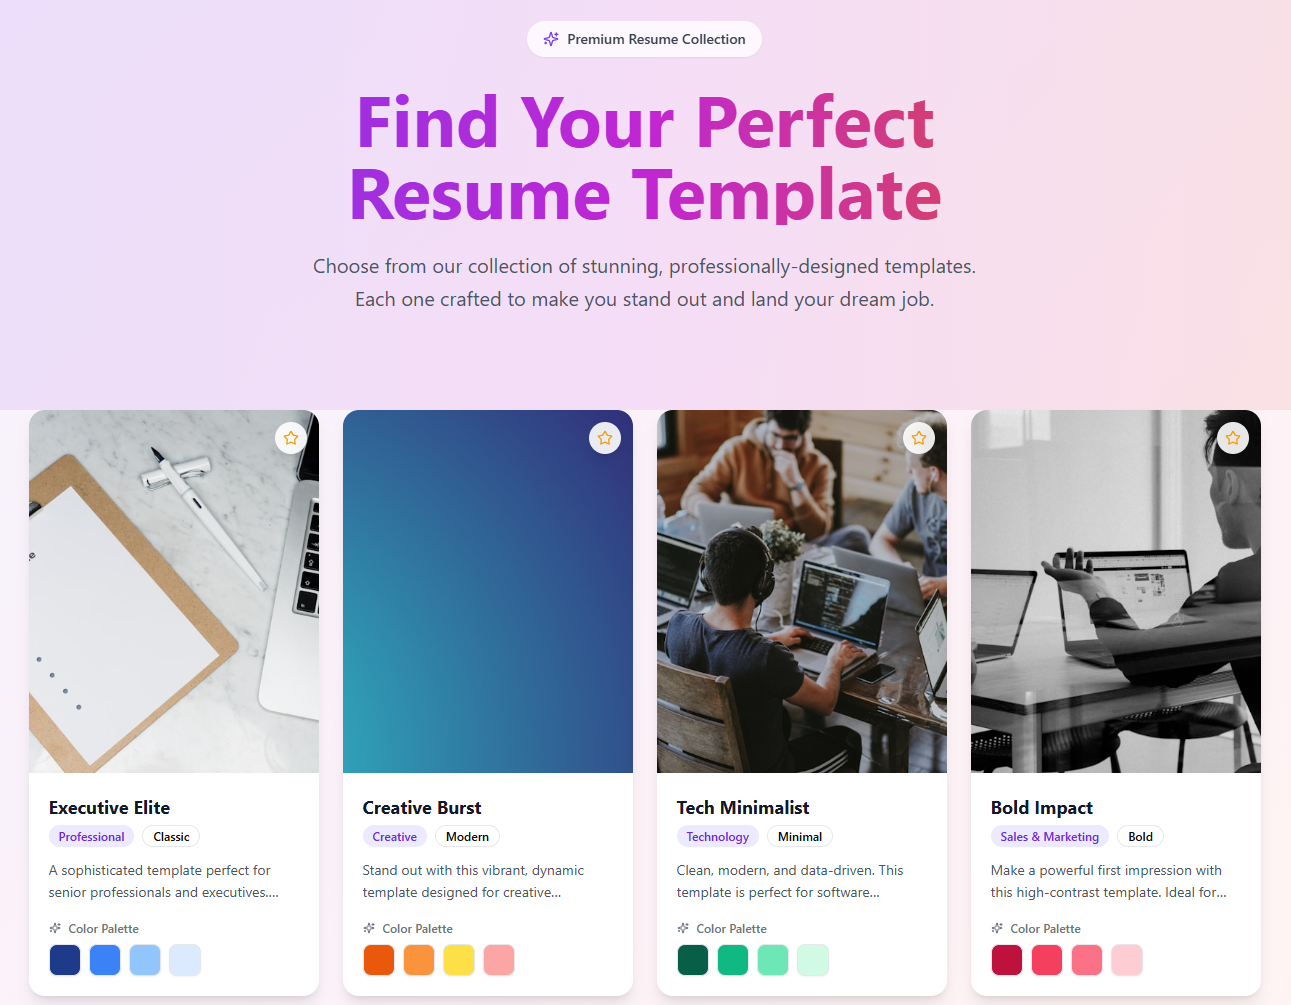 Premium Resume Collection
Find Your Perfect
Resume Template
Choose from our collection of stunning, professionally-designed templates.
Each one crafted to make you stand out and land your dream job.
Executive Elite
Professional
Classic
A sophisticated template perfect for
senior professionals and executives....
Color Palette
Creative Burst
Creative
Modern
Stand out with this vibrant, dynamic
template designed for creative...
Color Palette
Tech Minimalist
Technology
Minimal
Clean, modern, and data-driven. This
template is perfect for software...
Color Palette
Bold Impact
Sales & Marketing
Bold
Make a powerful first impression with
this high-contrast template. Ideal for...
Color Palette